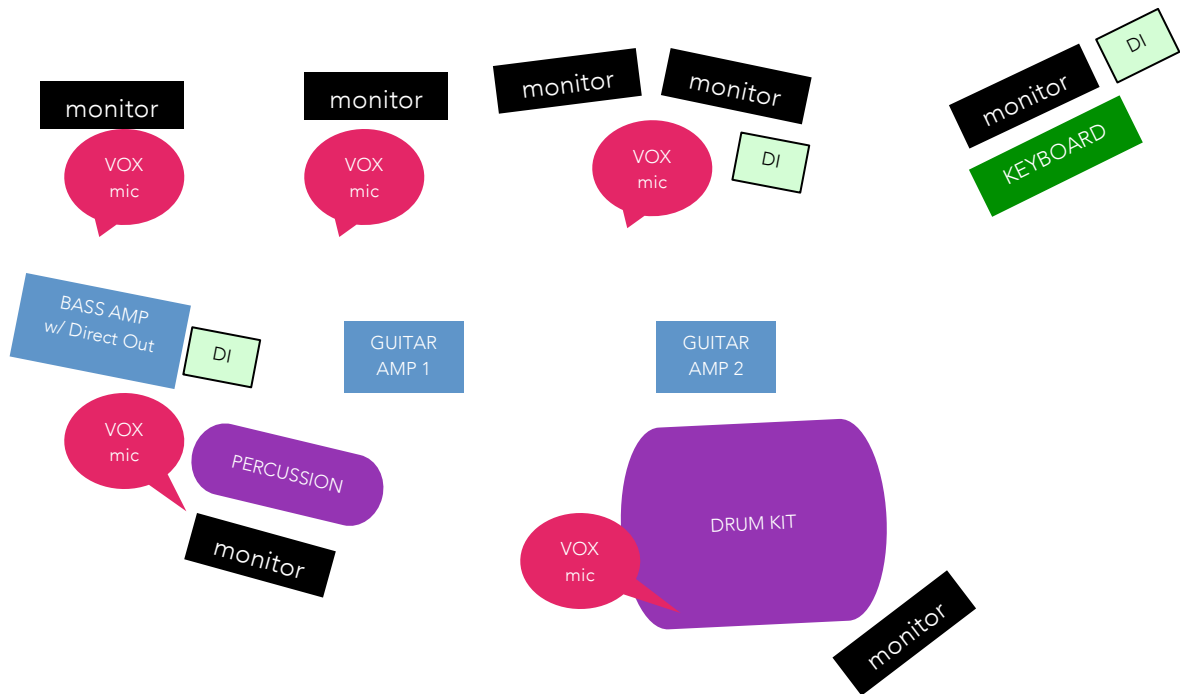 monitor
monitor
monitor
monitor
monitor
DI
VOX
mic
VOX
mic
VOX
mic
DI
KEYBOARD
BASS AMP
w/ Direct Out
DI
GUITAR
AMP 1
GUITAR
AMP 2
VOX
mic
PERCUSSION
monitor
VOX
mic
DRUM KIT
monitor